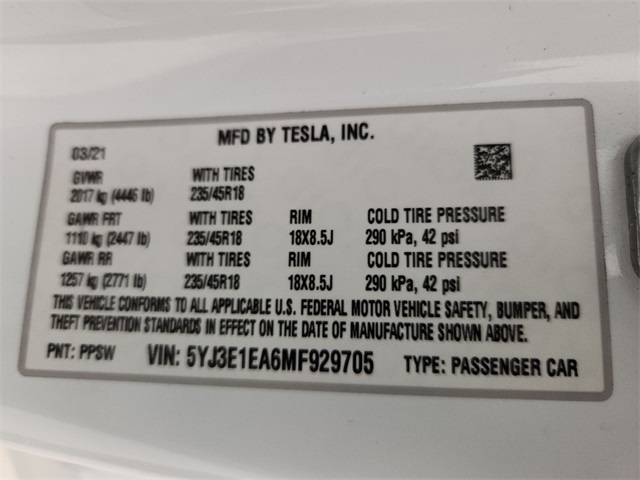 MFD BY TESLA, INC.
03/21
GVWR WITH TIRES
2017 kg (4446 lb) 235/45R18
GAWR FRT WITH TIRES RIM COLD TIRE PRESSURE
1110 kg (2447 lb) 235/45R18 18X8.5J 290 kPa, 42 psi
GAWR RR WITH TIRES RIM COLD TIRE PRESSURE
1257 kg (2771 lb) 235/45R18 18X8.5J 290 kPa, 42 psi
THIS VEHICLE CONFORMS TO ALL APPLICABLE U.S. FEDERAL MOTOR VEHICLE SAFETY, BUMPER, AND
THEFT PREVENTION STANDARDS IN EFFECT ON THE DATE OF MANUFACTURE SHOWN ABOVE.
PNT: PPSW VIN: 5YJ3E1EA6MF929705 TYPE: PASSENGER CAR